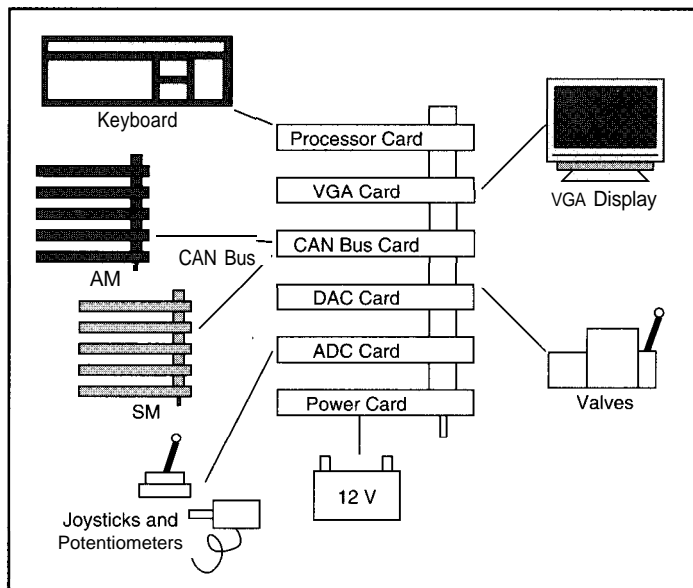 Keyboard
Processor Card
VGA Card
VGA Display
CAN Bus Card
CAN Bus
AM
DAC Card
ADC Card
SM
Power Card
Valves
12 V
Joysticks and
Potentiometers